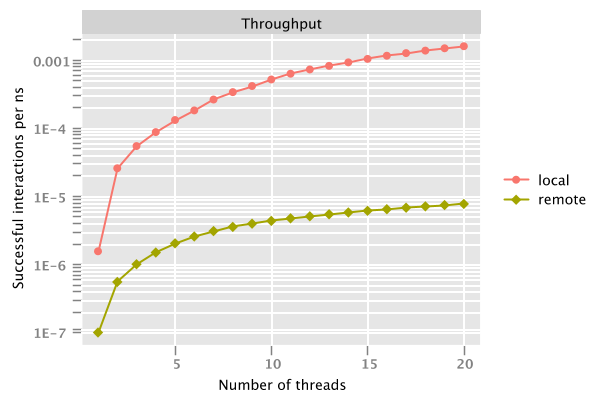 Throughput
Successful interactions per ns
0.001
1E-4
1E-5
1E-6
1E-7
5
10
15
20
Number of threads
local
remote